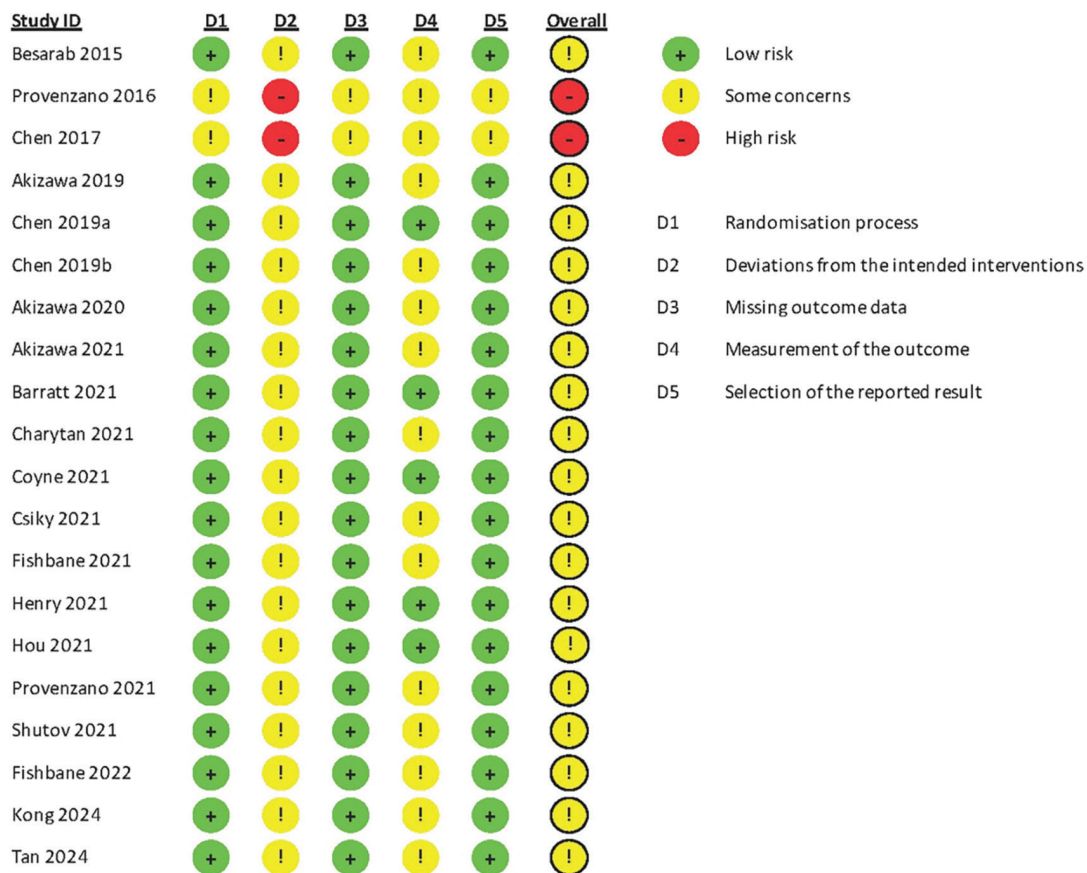 Study ID D1 D2 D3 D4 D5 Overall
Besarab 2015 + ! + ! + !
Provenzano 2016 ! - ! ! ! -
Chen 2017 ! - ! ! ! -
Akizawa 2019 + ! + ! + !
Chen 2019a + ! + + + !
Chen 2019b + ! + ! + !
Akizawa 2020 + ! + ! + !
Akizawa 2021 + ! + ! + !
Barratt 2021 + ! + + + !
Charytan 2021 + ! + ! + !
Coyne 2021 + ! + + + !
Csiky 2021 + ! + ! + !
Fishbane 2021 + ! + ! + !
Henry 2021 + ! + + + !
Hou 2021 + ! + + + !
Provenzano 2021 + ! + ! + !
Shutov 2021 + ! + ! + !
Fishbane 2022 + ! + ! + !
Kong 2024 + ! + ! + !
Tan 2024 + ! + ! + !
+ Low risk
! Some concerns
- High risk
D1 Randomisation process
D2 Deviations from the intended interventions
D3 Missing outcome data
D4 Measurement of the outcome
D5 Selection of the reported result